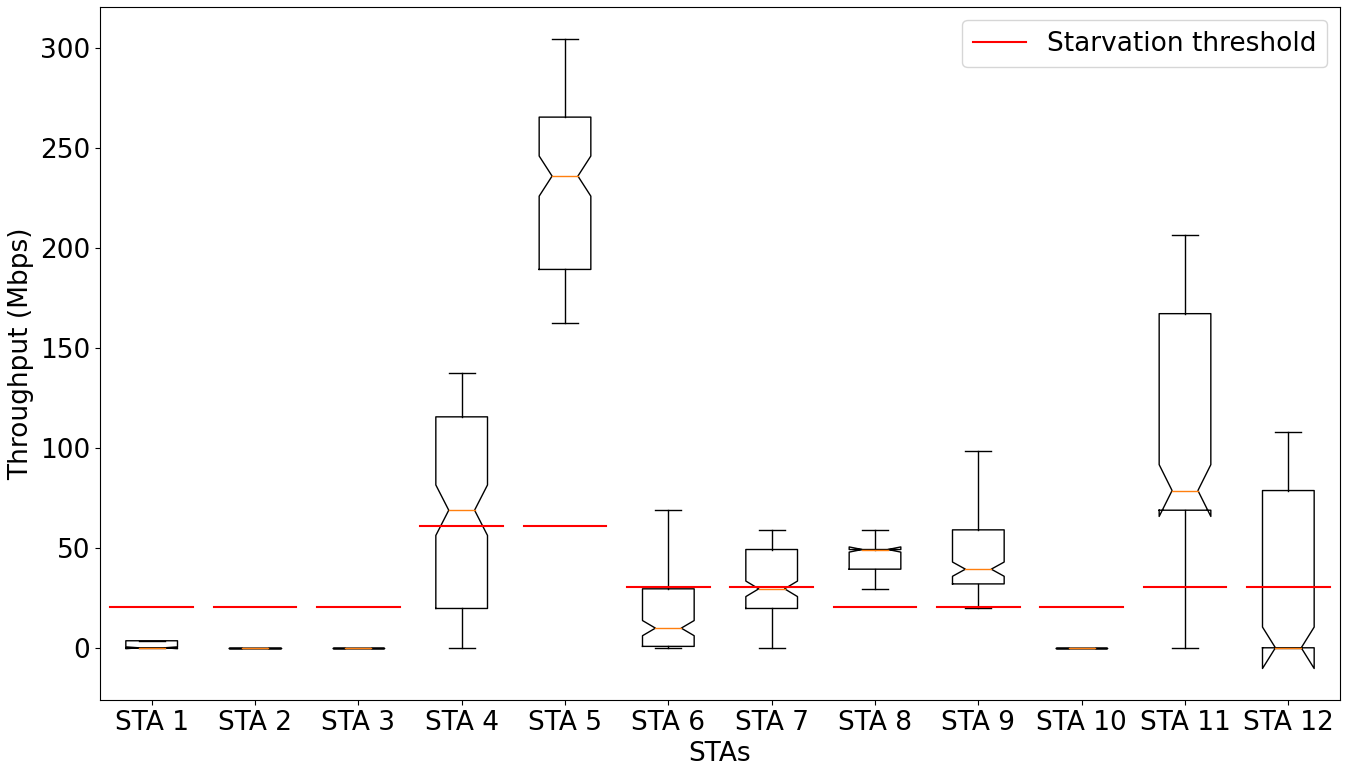 Starvation threshold
300
250
200
150
100
50
0
Throughput (Mbps)
STA 1 STA 2 STA 3 STA 4 STA 5 STA 6 STA 7 STA 8 STA 9 STA 10 STA 11 STA 12
STAs